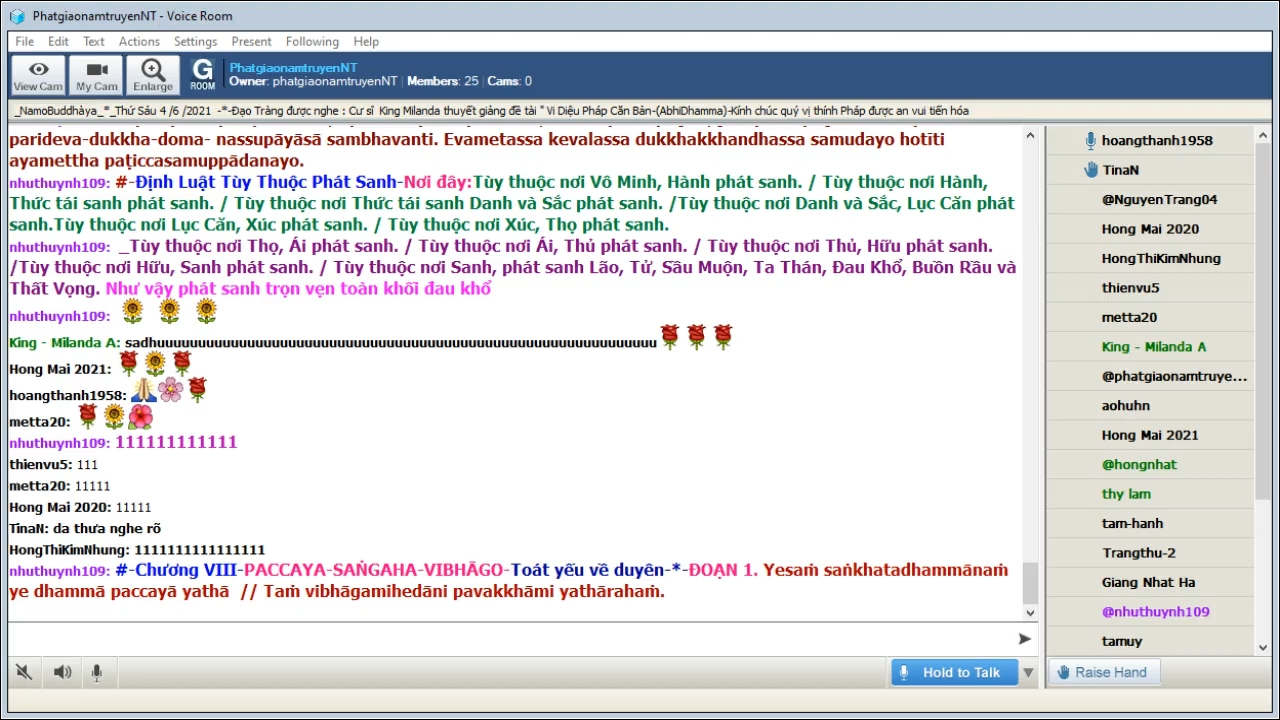 PhatgiaonamtruyenNT - Voice Room
File Edit Text Actions Settings Present Following Help
View Cam My Cam Enlarge G ROOM
PhatgiaonamtruyenNT
Owner: phatgiaonamtruyenNT | Members: 25 | Cams: 0
_NamoBuddhàya_*_Thứ Sáu 4 /6 /2021 -*-Đạo Tràng được nghe : Cư sĩ King Milanda thuyết giảng đề tài " Vi Diệu Pháp Căn Bản-(AbhiDhamma)-Kính chúc quý vị thính Pháp được an vui tiến hóa
parideva-dukkha-doma- nassupāyāsā sambhavanti. Evametassa kevalassa dukkhakkhandhassa samudayo hotīti
ayamettha paṭiccasamuppādanayo.
nhuthuynh109: #-Định Luật Tùy Thuộc Phát Sanh-Nơi đây:Tùy thuộc nơi Vô Minh, Hành phát sanh. / Tùy thuộc nơi Hành,
Thức tái sanh phát sanh. / Tùy thuộc nơi Thức tái sanh Danh và Sắc phát sanh. /Tùy thuộc nơi Danh và Sắc, Lục Căn phát
sanh.Tùy thuộc nơi Lục Căn, Xúc phát sanh. / Tùy thuộc nơi Xúc, Thọ phát sanh.
nhuthuynh109: _Tùy thuộc nơi Thọ, Ái phát sanh. / Tùy thuộc nơi Ái, Thủ phát sanh. / Tùy thuộc nơi Thủ, Hữu phát sanh.
/Tùy thuộc nơi Hữu, Sanh phát sanh. / Tùy thuộc nơi Sanh, phát sanh Lão, Tử, Sầu Muộn, Ta Thán, Đau Khổ, Buồn Rầu và
Thất Vọng. Như vậy phát sanh trọn vẹn toàn khối đau khổ
nhuthuynh109:
King - Milanda A: sadhuuuuuuuuuuuuuuuuuuuuuuuuuuuuuuuuuuuuuuuuuuuuuuuuuuuuuuuuuuuuu
Hong Mai 2021:
hoangthanh1958:
metta20:
nhuthuynh109: 111111111111
thienvu5: 111
metta20: 11111
Hong Mai 2020: 11111
TinaN: da thưa nghe rõ
HongThiKimNhung: 1111111111111111
nhuthuynh109: #-Chương VIII-PACCAYA-SAṄGAHA-VIBHĀGO-Toát yếu về duyên-*-ĐOẠN 1. Yesaṁ saṅkhatadhammānaṁ
ye dhammā paccayā yathā // Taṁ vibhāgamihedāni pavakkhāmi yathārahaṁ.
Hold to Talk
hoangthanh1958
TinaN
@NguyenTrang04
Hong Mai 2020
HongThiKimNhung
thienvu5
metta20
King - Milanda A
@phatgiaonamtruye...
aohuhn
Hong Mai 2021
@hongnhat
thy lam
tam-hanh
Trangthu-2
Giang Nhat Ha
@nhuthuynh109
tamuy
Raise Hand